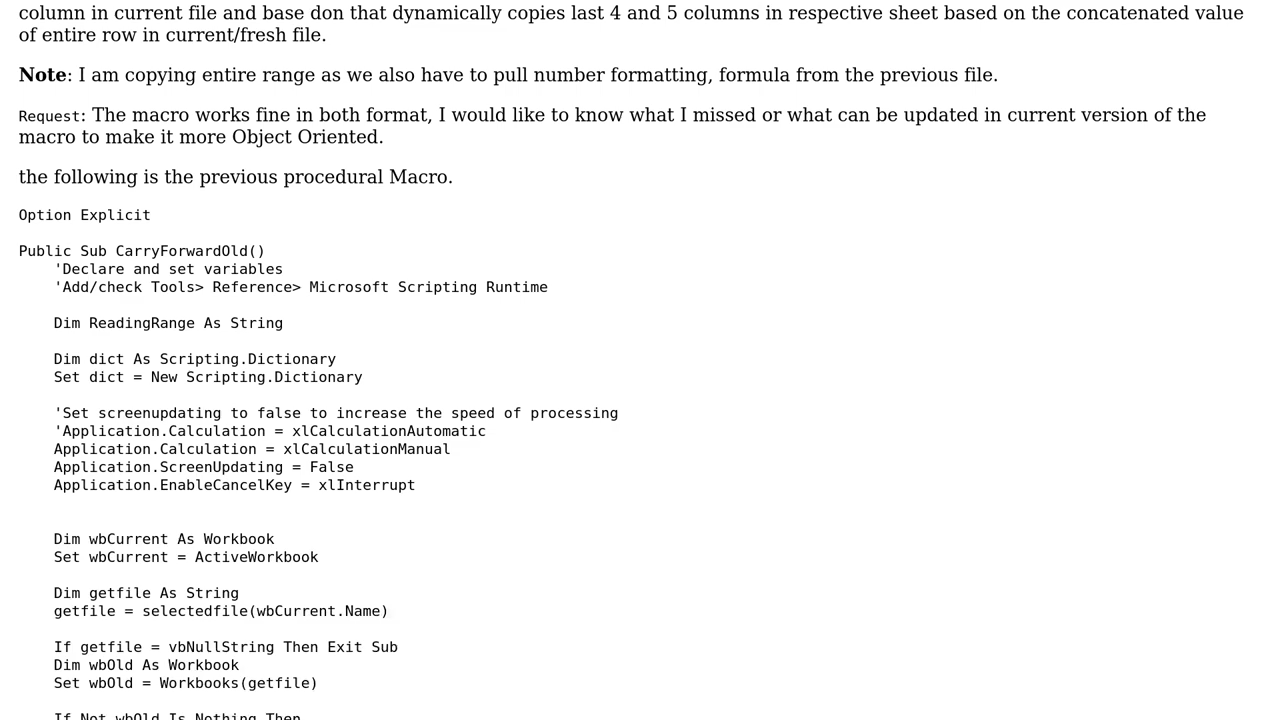 column in current file and base don that dynamically copies last 4 and 5 columns in respective sheet based on the concatenated value
of entire row in current/fresh file.
Note: I am copying entire range as we also have to pull number formatting, formula from the previous file.
Request: The macro works fine in both format, I would like to know what I missed or what can be updated in current version of the
macro to make it more Object Oriented.
the following is the previous procedural Macro.
Option Explicit
Public Sub CarryForwardOld()
'Declare and set variables
'Add/check Tools> Reference> Microsoft Scripting Runtime
Dim ReadingRange As String
Dim dict As Scripting.Dictionary
Set dict = New Scripting.Dictionary
'Set screenupdating to false to increase the speed of processing
'Application.Calculation = xlCalculationAutomatic
Application.Calculation = xlCalculationManual
Application.ScreenUpdating = False
Application.EnableCancelKey = xlInterrupt
Dim wbCurrent As Workbook
Set wbCurrent = ActiveWorkbook
Dim getfile As String
getfile = selectedfile(wbCurrent.Name)
If getfile = vbNullString Then Exit Sub
Dim wbOld As Workbook
Set wbOld = Workbooks(getfile)
If Not wbOld Is Nothing Then